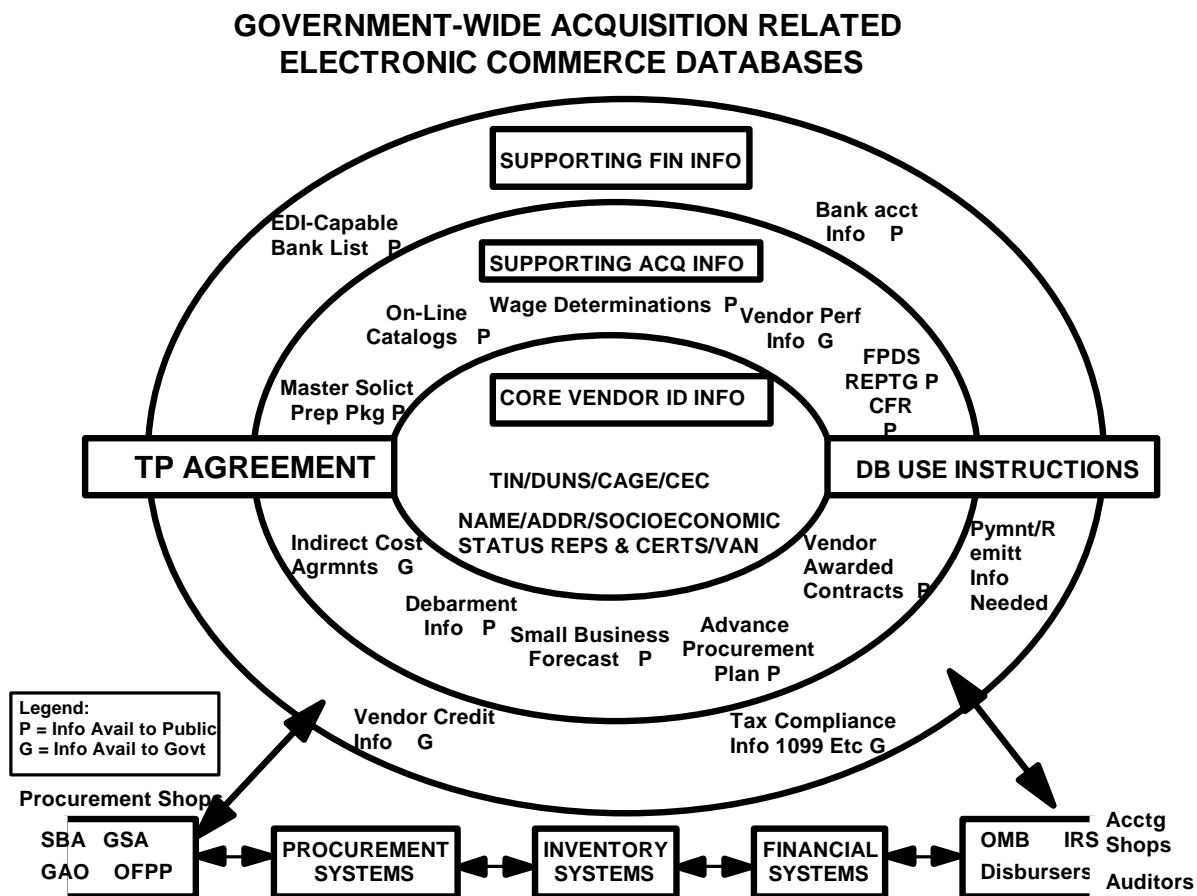 GOVERNMENT-WIDE ACQUISITION RELATED
ELECTRONIC COMMERCE DATABASES
SUPPORTING FIN INFO
EDI-Capable
Bank List P
Bank acct
Info P
SUPPORTING ACQ INFO
Wage Determinations P
On-Line
Catalogs P
Vendor Perf
Info G
FPDS
REPTG P
CFR
P
Master Solict
Prep Pkg P
CORE VENDOR ID INFO
TP AGREEMENT
DB USE INSTRUCTIONS
TIN/DUNS/CAGE/CEC
NAME/ADDR/SOCIOECONOMIC
STATUS REPS & CERTS/VAN
Indirect Cost
Agrmnts G
Vendor
Awarded
Contracts P
Pymnt/R
emitt
Info
Needed
Debarment
Info P
Small Business
Forecast P
Advance
Procurement
Plan P
Legend:
P = Info Avail to Public
G = Info Avail to Govt
Vendor Credit
Info G
Tax Compliance
Info 1099 Etc G
Procurement Shops
SBA GSA
GAO OFPP
PROCUREMENT
SYSTEMS
INVENTORY
SYSTEMS
FINANCIAL
SYSTEMS
OMB IRS
Disbursers
Acctg
Shops
Auditors